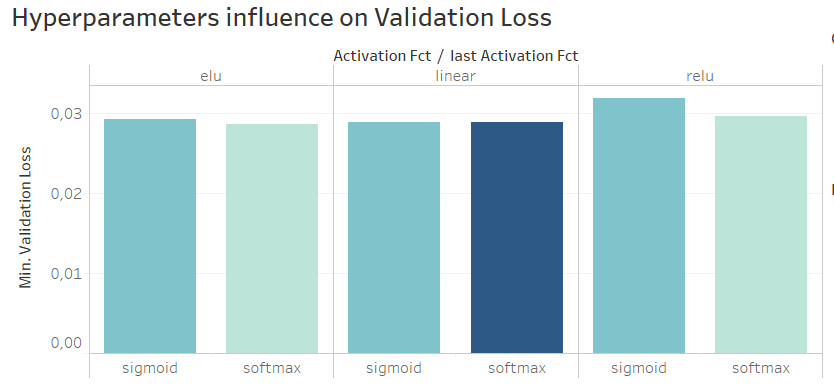 Hyperparameters influence on Validation Loss
Activation Fct / last Activation Fct
elu linear relu
Min. Validation Loss
0,03
0,02
0,01
0,00
sigmoid softmax sigmoid softmax sigmoid softmax